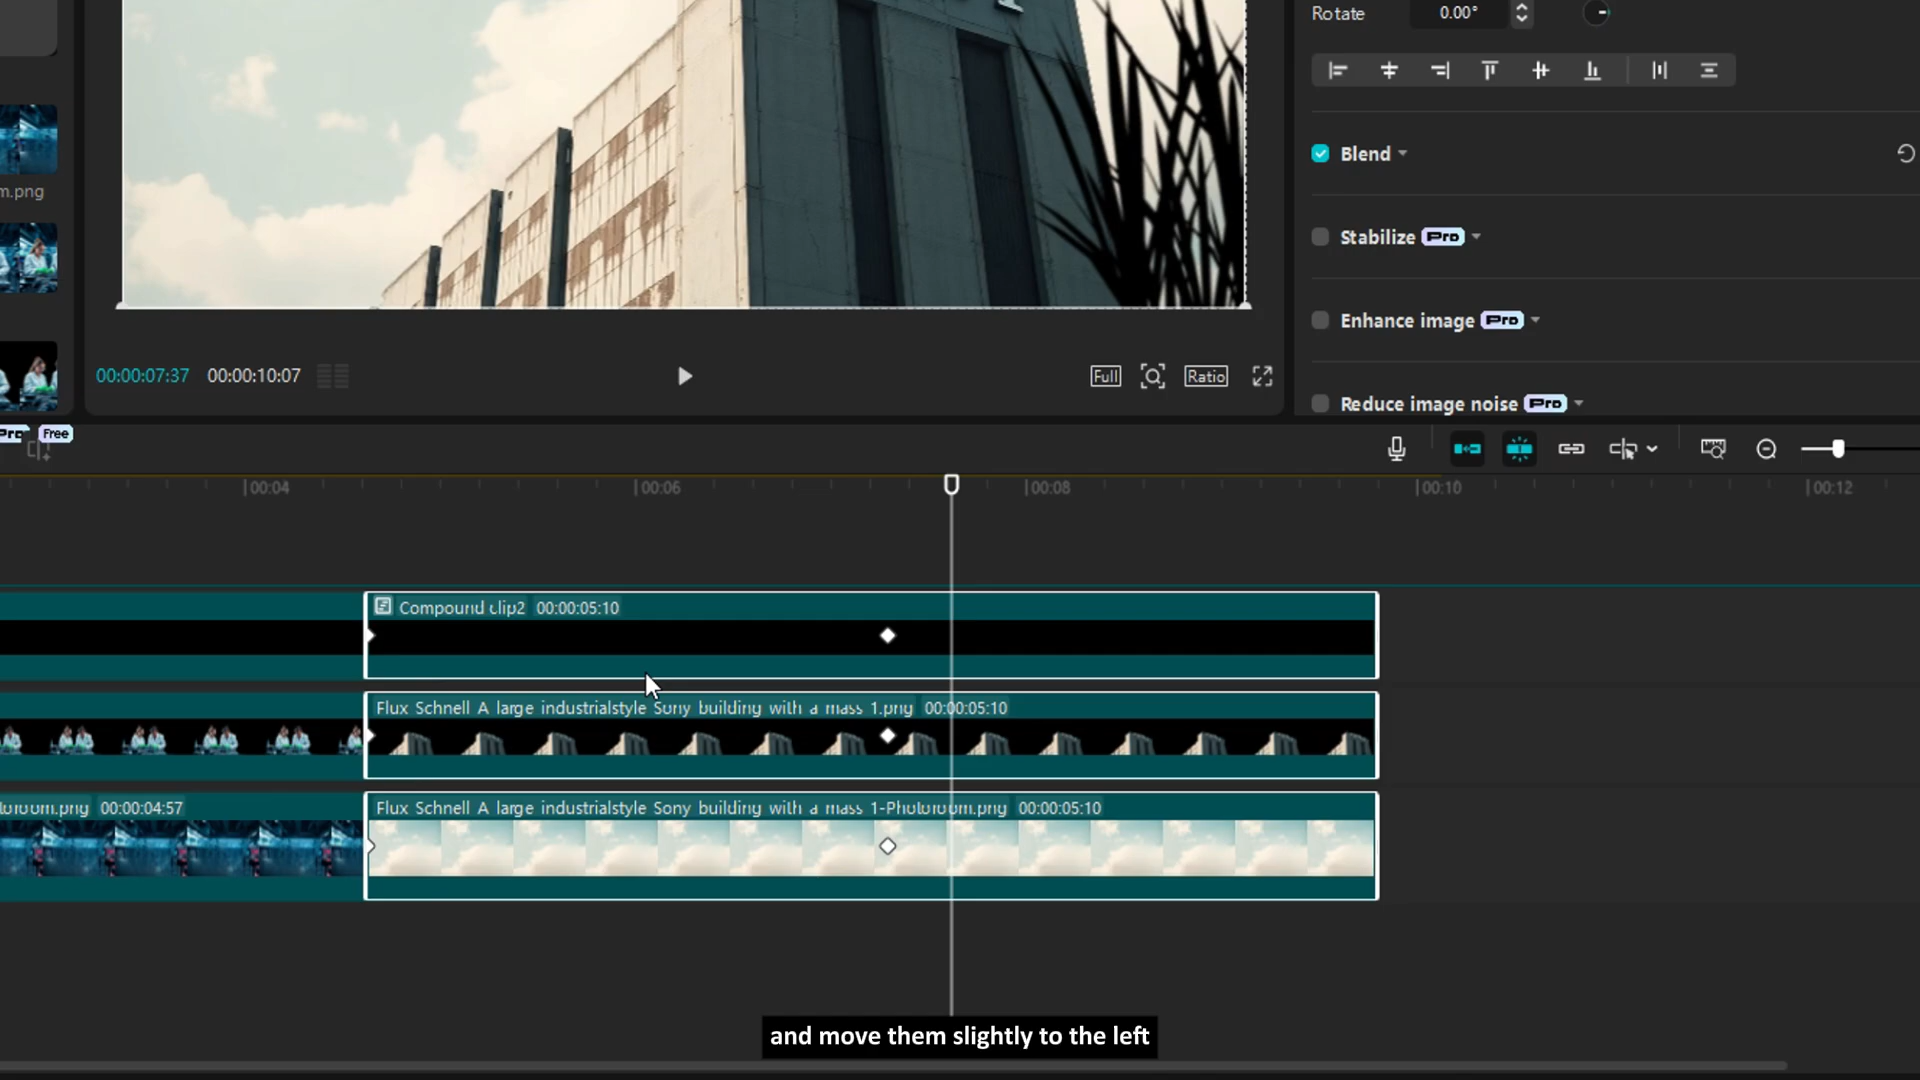 Rotate
0.00°
Blend
m.png
Stabilize Pro
Enhance image Pro
00:00:07:37
00:00:10:07
Full
Ratio
Reduce image noise Pro
Pro
Free
00:04
00:06
00:08
00:10
00:12
Compound clip2 00:00:05:10
Flux Schnell A large industrialstyle Sony building with a mass 1.png 00:00:05:10
oroom.png 00:00:04:57
Flux Schnell A large industrialstyle Sony building with a mass 1-Photoroom.png 00:00:05:10
and move them slightly to the left